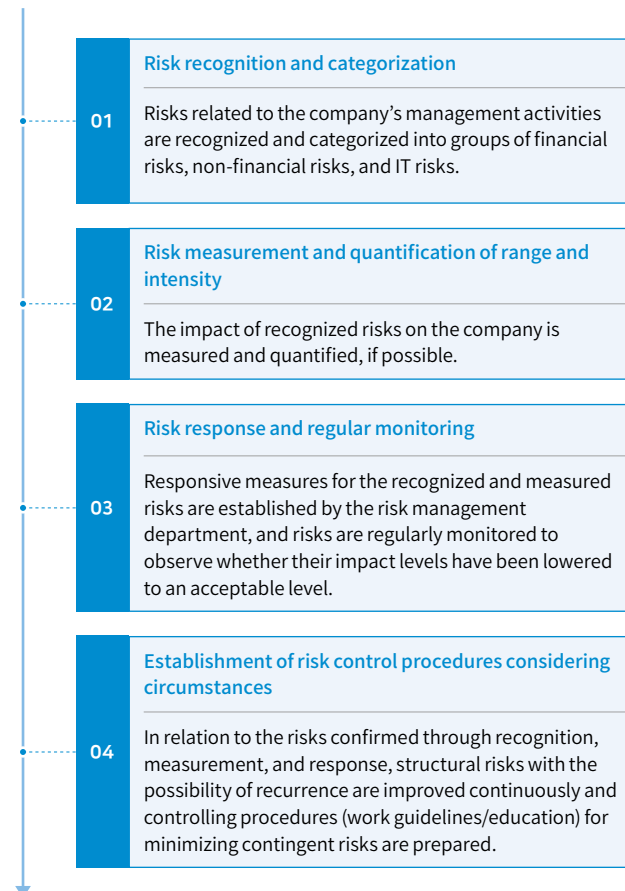 Risk recognition and categorization
01
Risks related to the company's management activities
are recognized and categorized into groups of financial
risks, non-financial risks, and IT risks.
Risk measurement and quantification of range and
intensity
02
The impact of recognized risks on the company is
measured and quantified, if possible.
Risk response and regular monitoring
03
Responsive measures for the recognized and measured
risks are established by the risk management
department, and risks are regularly monitored to
observe whether their impact levels have been lowered
to an acceptable level.
Establishment of risk control procedures considering
circumstances
04
In relation to the risks confirmed through recognition,
measurement, and response, structural risks with the
possibility of recurrence are improved continuously and
controlling procedures (work guidelines/education) for
minimizing contingent risks are prepared.